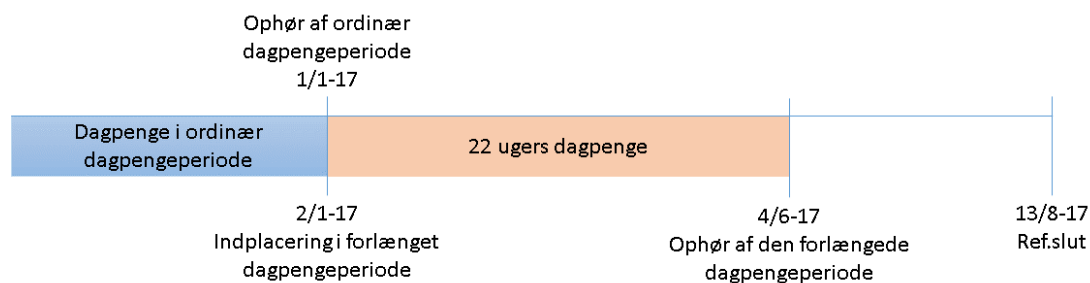 Ophør af ordinær
dagpengeperiode
1/1-17
Dagpenge i ordinær
dagpengeperiode
22 ugers dagpenge
2/1-17
Indplacering i forlænget
dagpengeperiode
4/6-17
Ophør af den forlængede
dagpengeperiode
13/8-17
Ref.slut